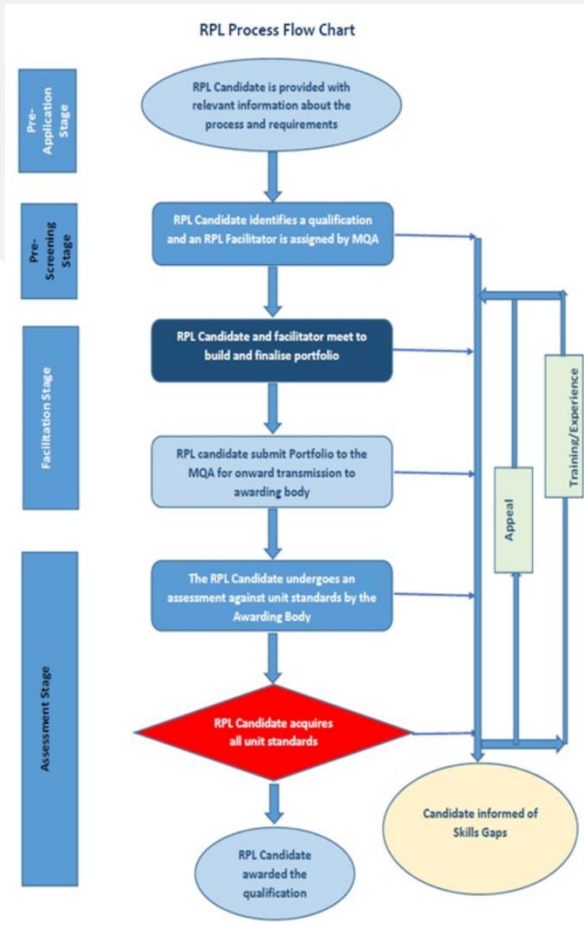 RPL Process Flow Chart
Pre-
Application
Stage
RPL Candidate is provided with
relevant information about the
process and requirements
Pre-
Screening
Stage
RPL Candidate identifies a qualification
and an RPL Facilitator is assigned by MQA
Facilitation Stage
RPL Candidate and facilitator meet to
build and finalise portfolio
RPL candidate submit Portfolio to the
MQA for onward transmission to
awarding body
Training/Experience
Appeal
Assessment Stage
The RPL Candidate undergoes an
assessment against unit standards by the
Awarding Body
RPL Candidate acquires
all unit standards
Candidate informed of
Skills Gaps
RPL Candidate
awarded the
qualification